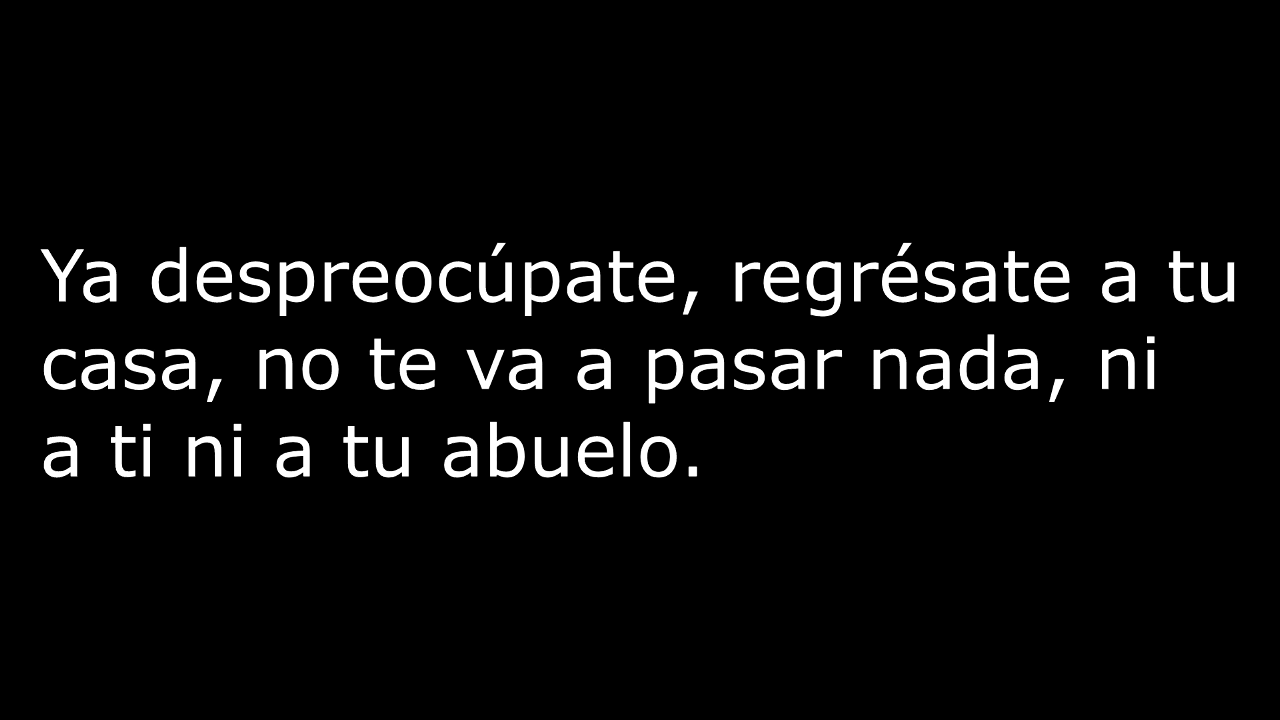 Ya despreocúpate, regrésate a tu
casa, no te va a pasar nada, ni
a ti ni a tu abuelo.